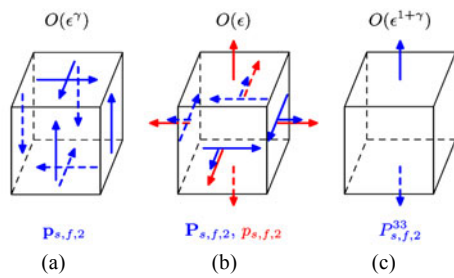 O(ϵ^γ) O(ϵ) O(ϵ^{1+γ})
𝐩_{s,f,2} 𝐏_{s,f,2}, p_{s,f,2} P^{33}_{s,f,2}
(a) (b) (c)